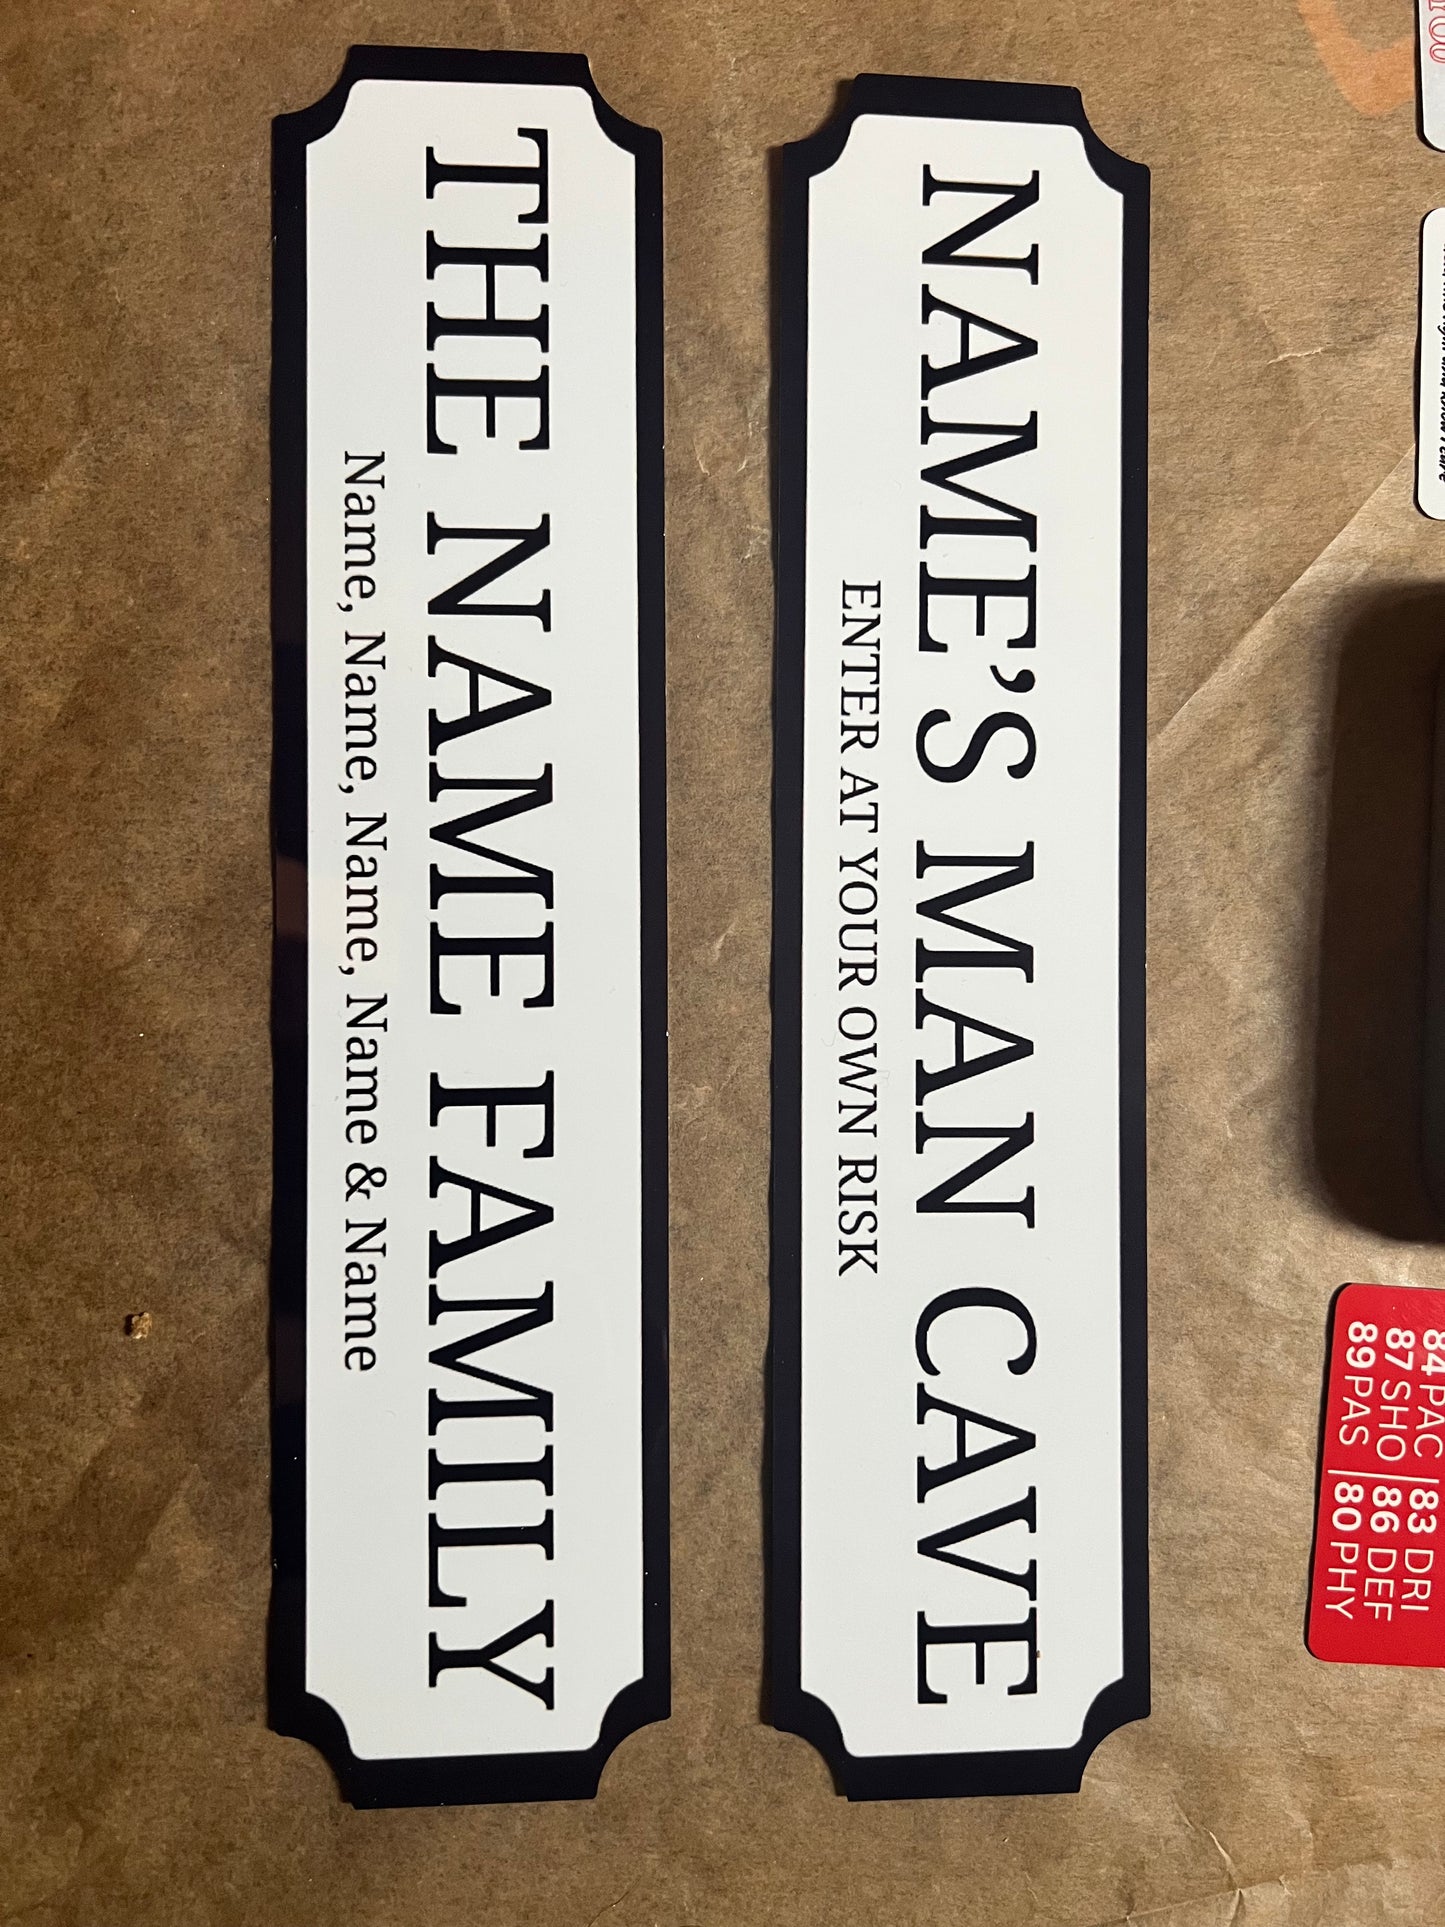 THE NAME FAMILY
Name, Name, Name, Name & Name
NAME'S MAN CAVE
ENTER AT YOUR OWN RISK
84 PAC | 83 DRI
87 SHO | 86 DEF
89 PAS | 80 PHY